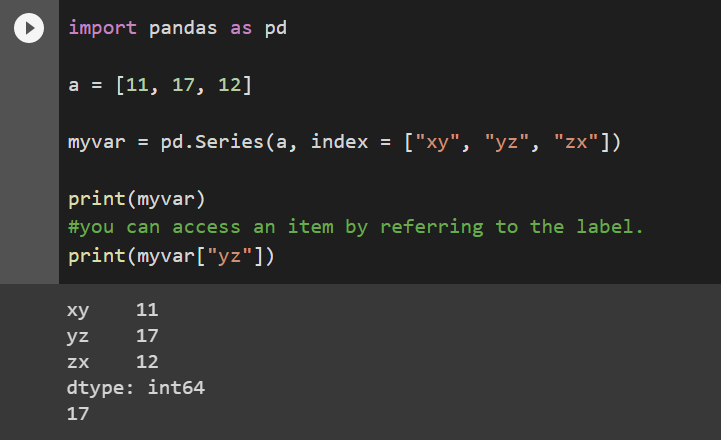 import pandas as pd
a = [11, 17, 12]
myvar = pd.Series(a, index = ["xy", "yz", "zx"])
print(myvar)
#you can access an item by referring to the label.
print(myvar["yz"])
xy    11
yz    17
zx    12
dtype: int64
17